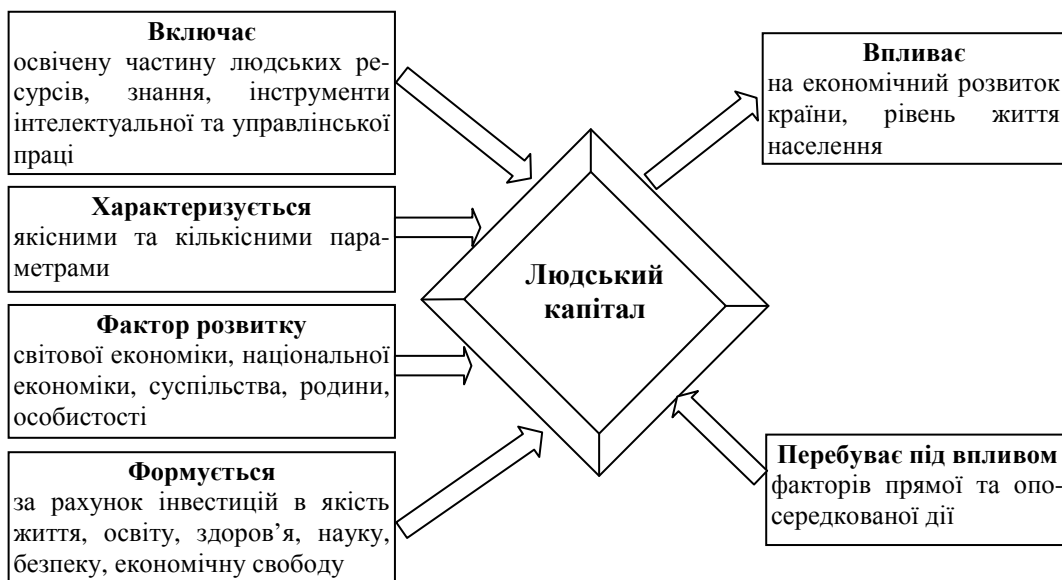 Включає
освічену частину людських ре-
сурсів, знання, інструменти
інтелектуальної та управлінської
праці
Характеризується
якісними та кількісними пара-
метрами
Фактор розвитку
світової економіки, національної
економіки, суспільства, родини,
особистості
Формується
за рахунок інвестицій в якість
життя, освіту, здоров’я, науку,
безпеку, економічну свободу
Людський
капітал
Впливає
на економічний розвиток
країни, рівень життя
населення
Перебуває під впливом
факторів прямої та опо-
середкованої дії